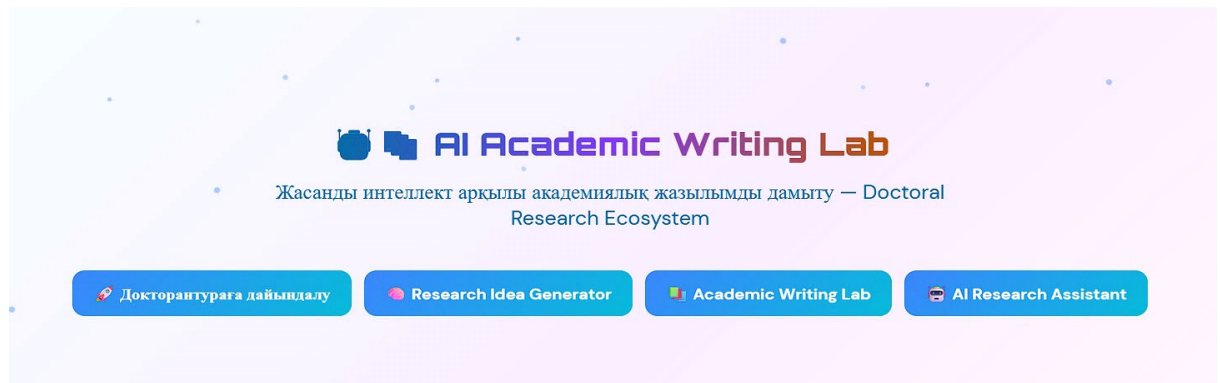 AI Academic Writing Lab
Жасанды интеллект арқылы академиялық жазылымды дамыту — Doctoral
Research Ecosystem
🚀 Докторантураға дайындалу
🧠 Research Idea Generator
📚 Academic Writing Lab
🤖 AI Research Assistant